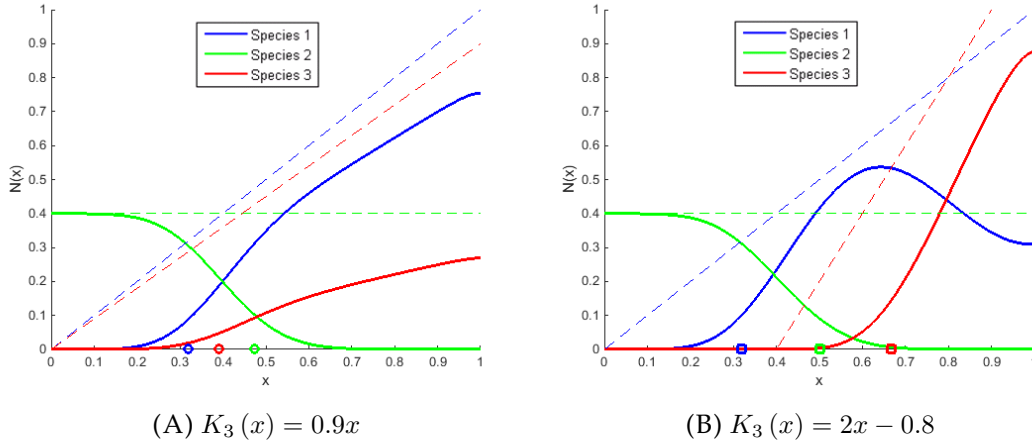 1
0.9
0.8
0.7
0.6
0.5
0.4
0.3
0.2
0.1
0
N(x)
Species 1
Species 2
Species 3
0 0.1 0.2 0.3 0.4 0.5 0.6 0.7 0.8 0.9 1
x
(A) K₃ (x) = 0.9x
1
0.9
0.8
0.7
0.6
0.5
0.4
0.3
0.2
0.1
0
N(x)
Species 1
Species 2
Species 3
0 0.1 0.2 0.3 0.4 0.5 0.6 0.7 0.8 0.9
x
(B) K₃ (x) = 2x − 0.8